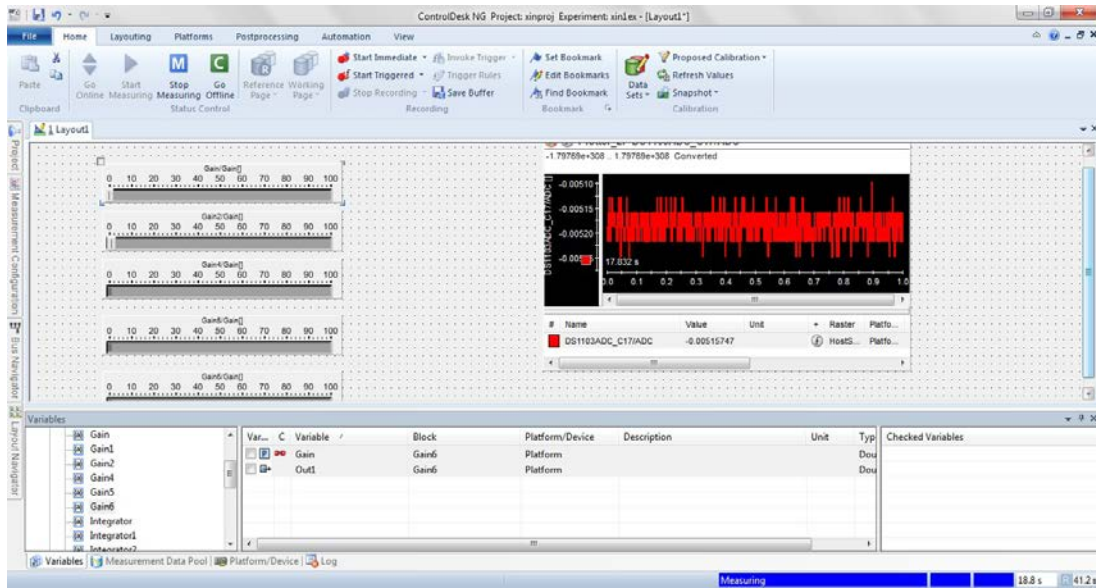 ControlDesk NG Project: xinproj Experiment: xin1ex - [Layout1*]
File Home Layouting Platforms Postprocessing Automation View
Paste
Clipboard
Go Online
Start Measuring
Stop Measuring
Go Offline
Status Control
Reference Page
Working Page
Start Immediate
Start Triggered
Stop Recording
Invoke Trigger
Trigger Rules
Save Buffer
Recording
Set Bookmark
Edit Bookmarks
Find Bookmark
Bookmark
Data Sets
Proposed Calibration
Refresh Values
Snapshot
Calibration
1 Layout1
Project
Measurement Configuration
Bus Navigator
Layout Navigator
Gain/Gain[]
0 10 20 30 40 50 60 70 80 90 100
Gain2/Gain[]
0 10 20 30 40 50 60 70 80 90 100
Gain4/Gain[]
0 10 20 30 40 50 60 70 80 90 100
0 10 20 30 40 50 60 70 80 90 100
0 10 20 30 40 50 60 70 80 90 100
-1.79769e+308 .. 1.79769e+308 Converted
DS1103ADC_C17/ADC []
-0.00510
-0.00515
-0.00520
17.832 s
0.0 0.1 0.2 0.3 0.4 0.5 0.6 0.7 0.8 0.9 1.0
# Name Value Unit + Raster Platfo...
DS1103ADC_C17/ADC -0.00515747 HostS... Platfo...
Variables
Gain
Gain1
Gain2
Gain4
Gain5
Gain6
Integrator
Integrator1
Integrator2
Var... C Variable / Block Platform/Device Description Unit Typ
Gain Gain6 Platform Dou
Out1 Gain6 Platform Dou
Checked Variables
Variables Measurement Data Pool Platform/Device Log
Measuring 18.8 s R 41.2 s